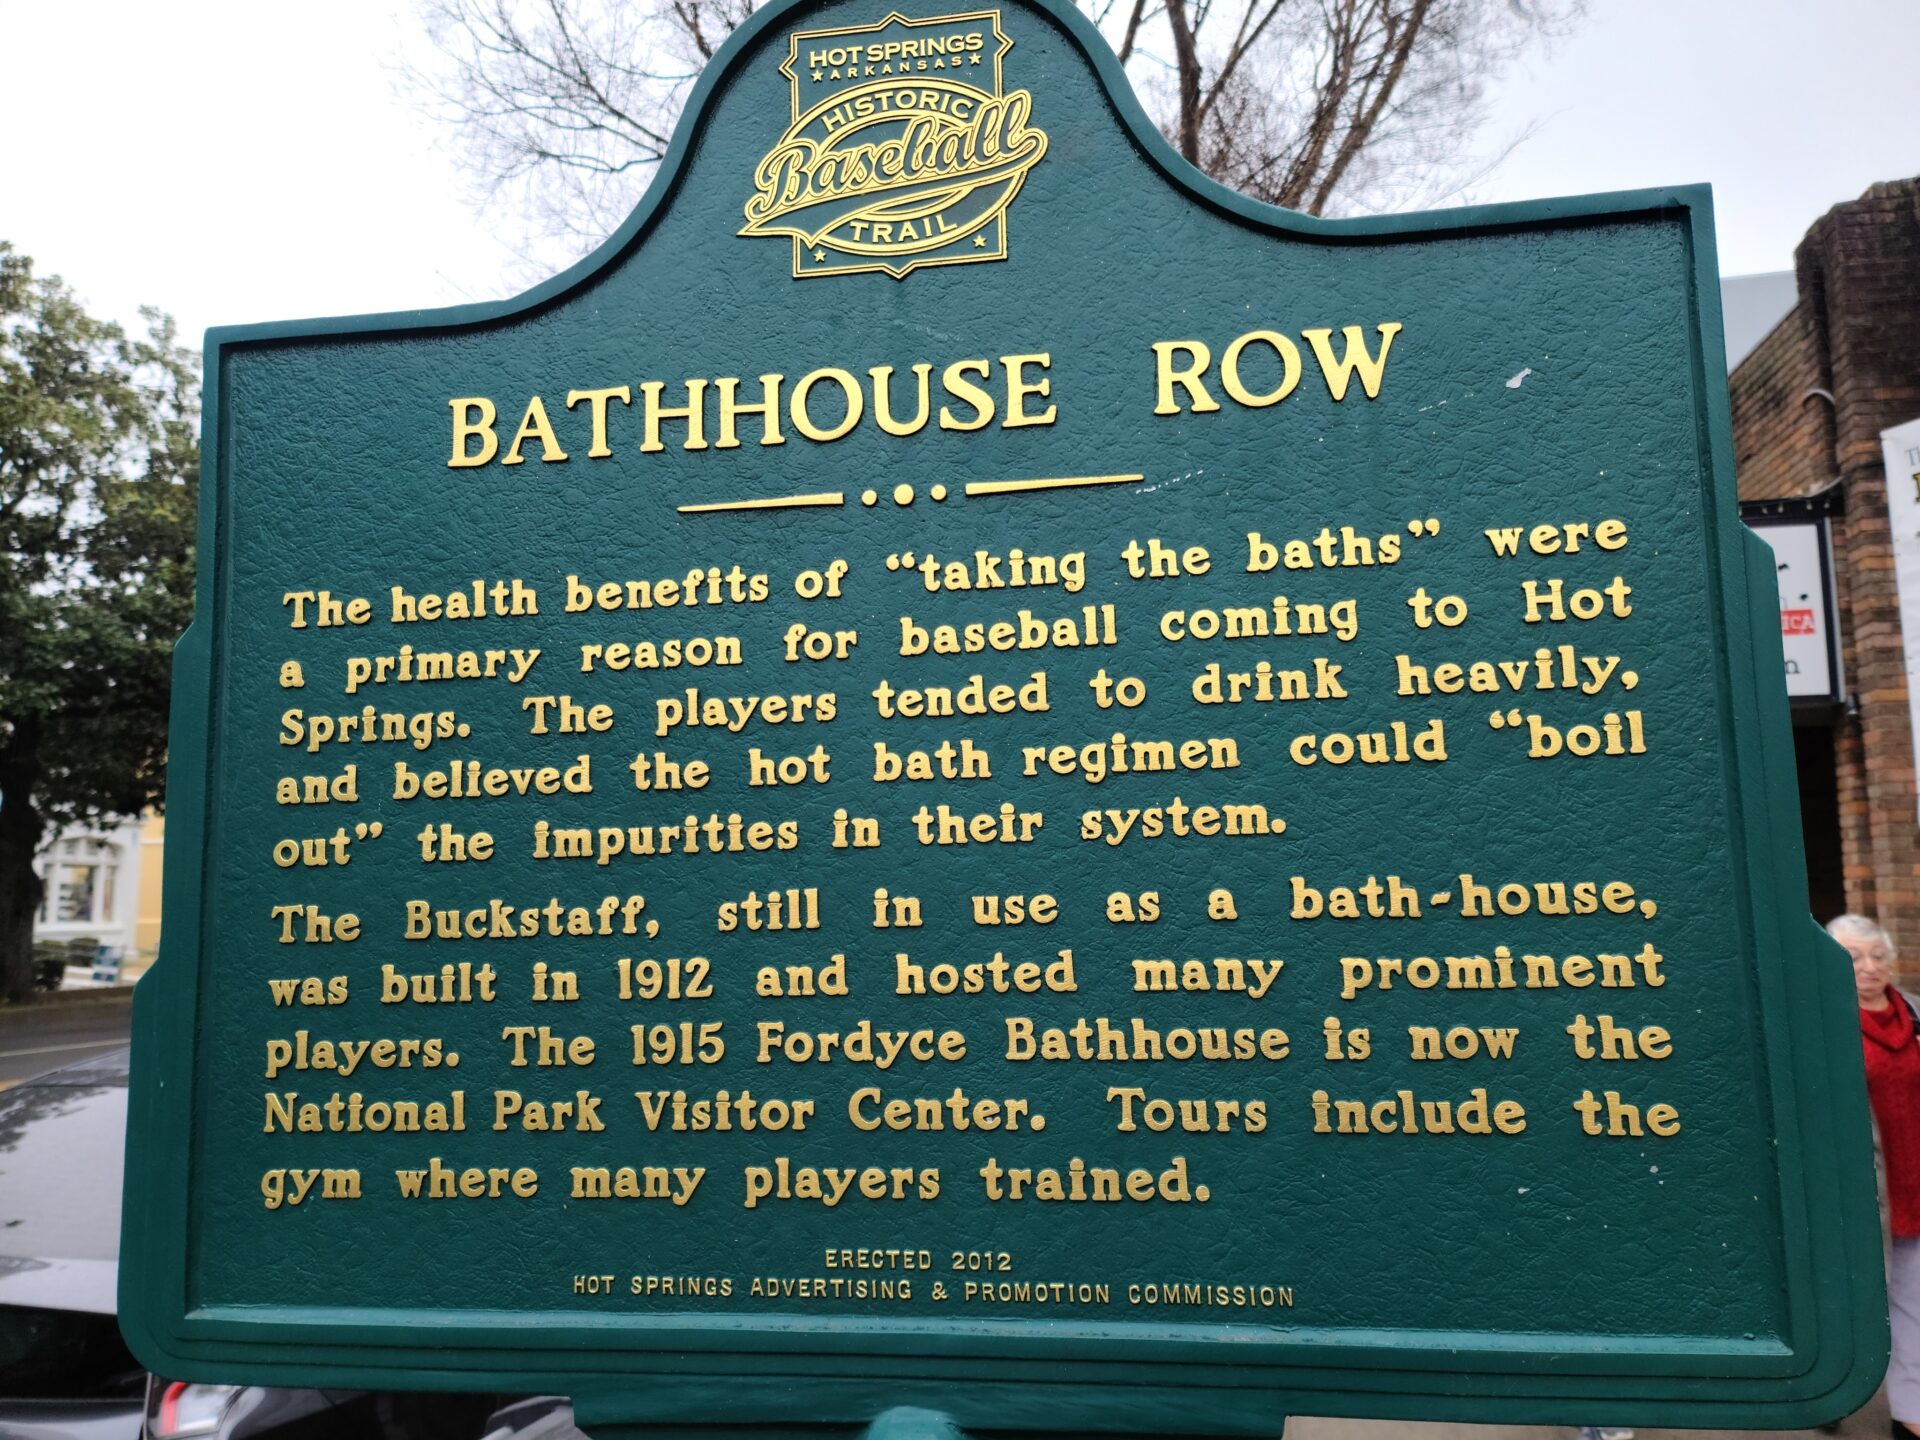 HOT SPRINGS
ARKANSAS
HISTORIC
Baseball
TRAIL
BATHHOUSE ROW
The health benefits of “taking the baths” were
a primary reason for baseball coming to Hot
Springs. The players tended to drink heavily,
and believed the hot bath regimen could “boil
out” the impurities in their system.
The Buckstaff, still in use as a bath-house,
was built in 1912 and hosted many prominent
players. The 1915 Fordyce Bathhouse is now the
National Park Visitor Center. Tours include the
gym where many players trained.
ERECTED 2012
HOT SPRINGS ADVERTISING & PROMOTION COMMISSION